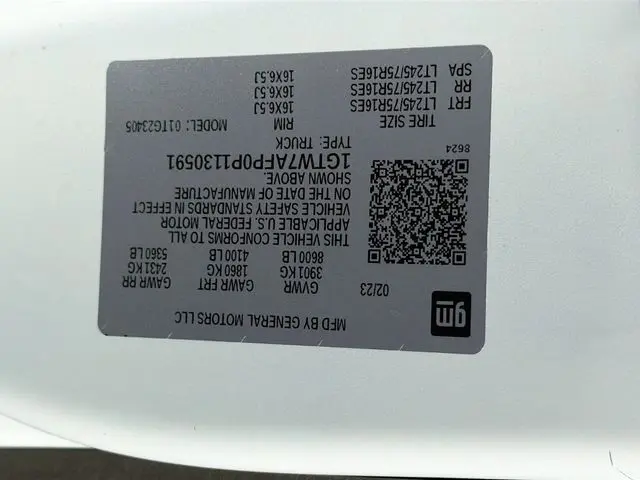 gm
MFD BY GENERAL MOTORS LLC
02/23
GVWR GAWR FRT GAWR RR
3901 KG 1860 KG 2431 KG
8600 LB 4100 LB 5360 LB
THIS VEHICLE CONFORMS TO ALL
APPLICABLE U.S. FEDERAL MOTOR
VEHICLE SAFETY STANDARDS IN EFFECT
ON THE DATE OF MANUFACTURE
SHOWN ABOVE.
1GTW7AFP0P1130591
TYPE: TRUCK
8624
TIRE SIZE RIM MODEL: 01TG23405
FRT LT245/75R16ES 16X6.5J
RR LT245/75R16ES 16X6.5J
SPA LT245/75R16ES 16X6.5J